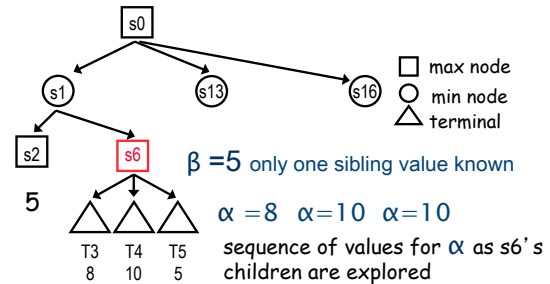 s0
s1
s13
s16
max node
min node
terminal
s2
s6
β =5 only one sibling value known
5
α =8 α=10 α=10
T3 T4 T5
8 10 5
sequence of values for α as s6's
children are explored